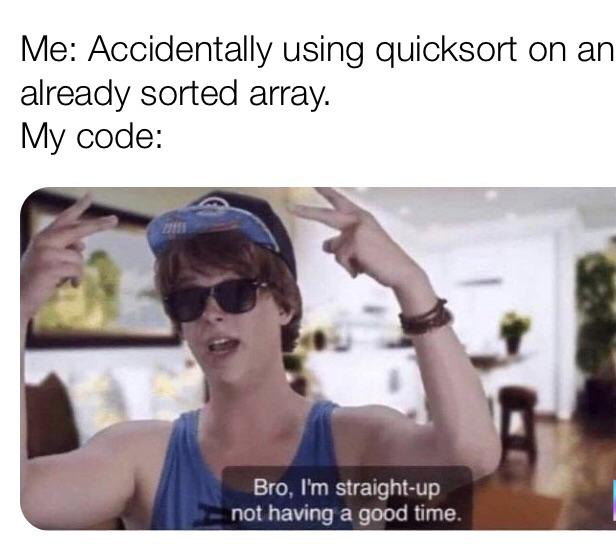 Me: Accidentally using quicksort on an
already sorted array.
My code:
Bro, I'm straight-up
not having a good time.